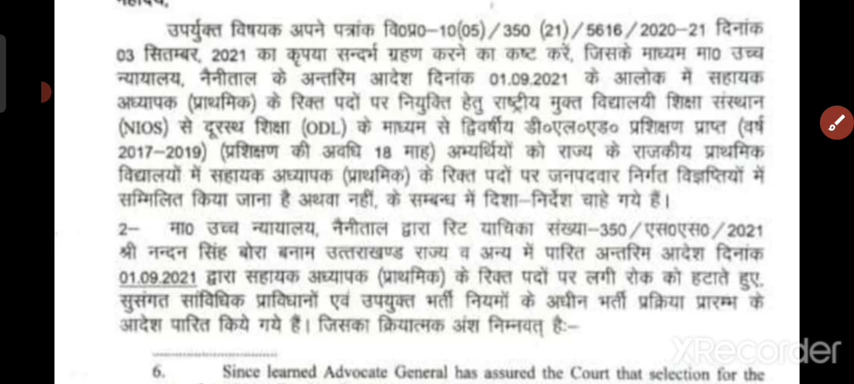 महोदय,
उपर्युक्त विषयक अपने पत्रांक वि०प्रा०-10(05)/350 (21)/5616/2020-21 दिनांक
03 सितम्बर, 2021 का कृपया सन्दर्भ ग्रहण करने का कष्ट करें, जिसके माध्यम मा0 उच्च
न्यायालय, नैनीताल के अन्तरिम आदेश दिनांक 01.09.2021 के आलोक में सहायक
अध्यापक (प्राथमिक) के रिक्त पदों पर नियुक्ति हेतु राष्ट्रीय मुक्त विद्यालयी शिक्षा संस्थान
(NIOS) से दूरस्थ शिक्षा (ODL) के माध्यम से द्विवर्षीय डी०एल०एड० प्रशिक्षण प्राप्त (वर्ष
2017-2019) (प्रशिक्षण की अवधि 18 माह) अभ्यर्थियों को राज्य के राजकीय प्राथमिक
विद्यालयों में सहायक अध्यापक (प्राथमिक) के रिक्त पदों पर जनपदवार निर्गत विज्ञप्तियों में
सम्मिलित किया जाना है अथवा नहीं, के सम्बन्ध में दिशा-निर्देश चाहे गये हैं।
2- मा0 उच्च न्यायालय, नैनीताल द्वारा रिट याचिका संख्या-350/एस0एस0/2021
श्री नन्दन सिंह बोरा बनाम उत्तराखण्ड राज्य व अन्य में पारित अन्तरिम आदेश दिनांक
01.09.2021 द्वारा सहायक अध्यापक (प्राथमिक) के रिक्त पदों पर लगी रोक को हटाते हुए,
सुसंगत सांविधिक प्राविधानों एवं उपयुक्त भर्ती नियमों के अधीन भर्ती प्रक्रिया प्रारम्भ के
आदेश पारित किये गये हैं। जिसका क्रियात्मक अंश निम्नवत् हैः-
XRecorder
6. Since learned Advocate General has assured the Court that selection for the